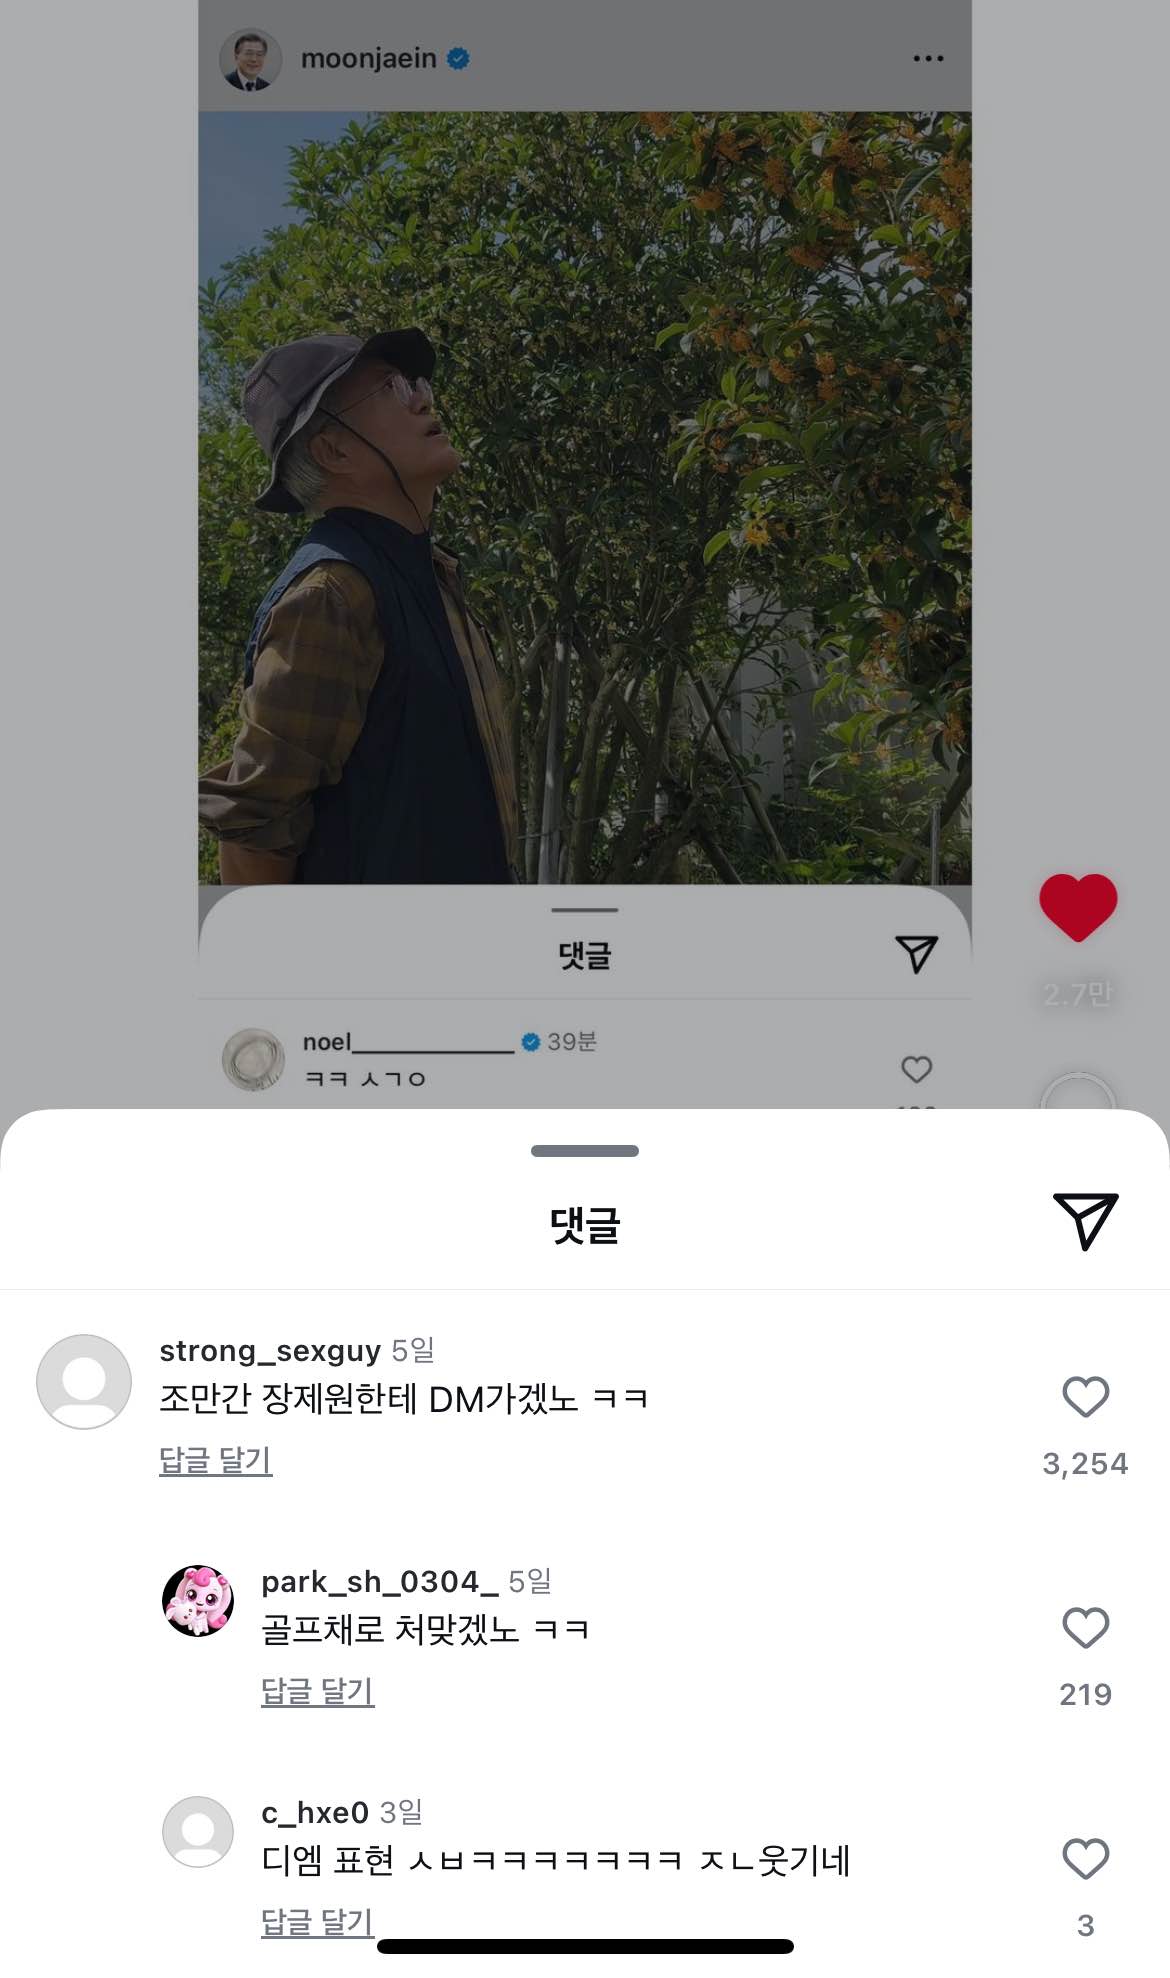 moonjaein
댓글
noel____________ 39분
ㅋㅋ ㅅㄱㅇ
댓글
strong_sexguy 5일
조만간 장제원한테 DM가겠노 ㅋㅋ
답글 달기
3,254
park_sh_0304_ 5일
골프채로 처맞겠노 ㅋㅋ
답글 달기
219
c_hxe0 3일
디엠 표현 ㅅㅂㅋㅋㅋㅋㅋㅋㅋ ㅈㄴ웃기네
답글 달기
3
2.7만